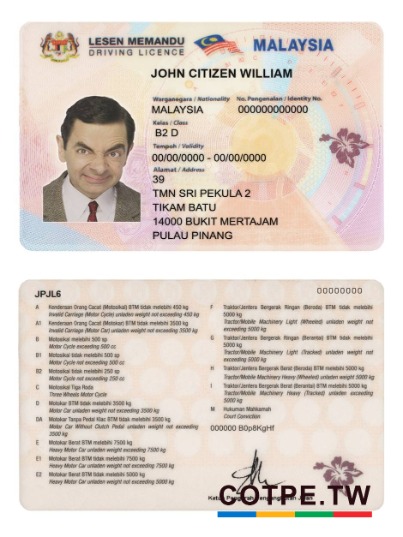 LESEN MEMANDU
DRIVING LICENCE
MALAYSIA
JOHN CITIZEN WILLIAM
Warganegara / Nationality No. Pengenalan / Identity No.
MALAYSIA 000000000000
Kelas / Class
B2 D
Tempuh / Validity
00/00/0000 - 00/00/0000
Alamat / Address
39
TMN SRI PEKULA 2
TIKAM BATU
14000 BUKIT MERTAJAM
PULAU PINANG
JPJL6
00000000
A Kenderaan Orang Cacat (Motosikal) BTM tidak melebihi 450 kg
Invalid Carriage (Motor Cycle) unladen weight not exceeding 450 kg
A1 Kenderaan Orang Cacat (Motokar) BTM tidak melebihi 3500 kg
Invalid Carriage (Motor Car) unladen weight not exceeding 3500 kg
B Motosikal melebihi 500 sp
Motor Cycle exceeding 500 cc
B1 Motosikal tidak melebihi 500 sp
Motor Cycle not exceeding 500 cc
B2 Motosikal tidak melebihi 250 sp
Motor Cycle not exceeding 250 cc
C Motosikal Tiga Roda
Three Wheels Motor Cycle
D Motokar BTM tidak melebihi 3500 kg
Motor Car unladen weight not exceeding 3500 kg
DA Motokar Tanpa Pedal Klac BTM tidak melebihi
3500 kg
Motor Car Without Clutch Pedal unladen weight not exceeding
3500 kg
E Motokar Berat BTM melebihi 7500 kg
Heavy Motor Car unladen weight exceeding 7500 kg
E1 Motokar Berat BTM tidak melebihi 7500 kg
Heavy Motor Car unladen weight not exceeding 7500 kg
E2 Motokar Berat BTM tidak melebihi 5000 kg
Heavy Motor Car unladen weight not exceeding 5000 kg
F Traktor/Jentera Bergerak Ringan (Beroda) BTM tidak melebihi
5000 kg
Tractor/Mobile Machinery Light (Wheeled) unladen weight not
exceeding 5000 kg
G Traktor/Jentera Bergerak Ringan (Berantai) BTM tidak melebihi
5000 kg
Tractor/Mobile Machinery Light (Tracked) unladen weight not
exceeding 5000 kg
H Traktor/Jentera Bergerak Berat (Beroda) BTM melebihi 5000 kg
Tractor/Mobile Machinery Heavy (Wheeled) unladen weight exceeding
5000 kg
I Traktor/Jentera Bergerak Berat (Berantai) BTM melebihi 5000 kg
Tractor/Mobile Machinery Heavy (Tracked) unladen weight exceeding
5000 kg
M Hukuman Mahkamah
Court Conviction
000000 B0p8KgHf
Ketua Pengarah Pengangkutan Jalan
COTPE.TW